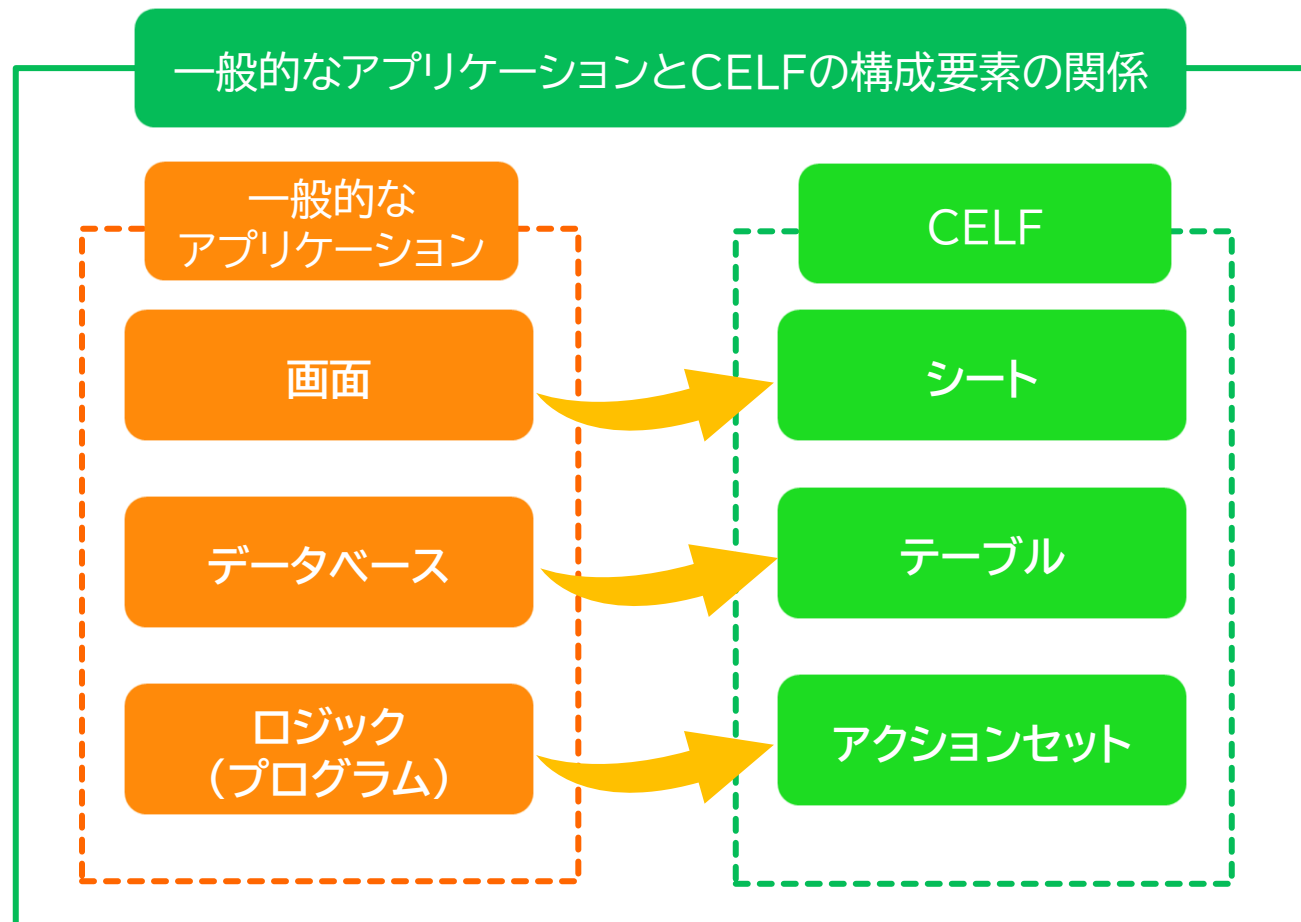 一般的なアプリケーションとCELFの構成要素の関係
一般的な
アプリケーション
CELF
画面
シート
データベース
テーブル
ロジック
(プログラム)
アクションセット